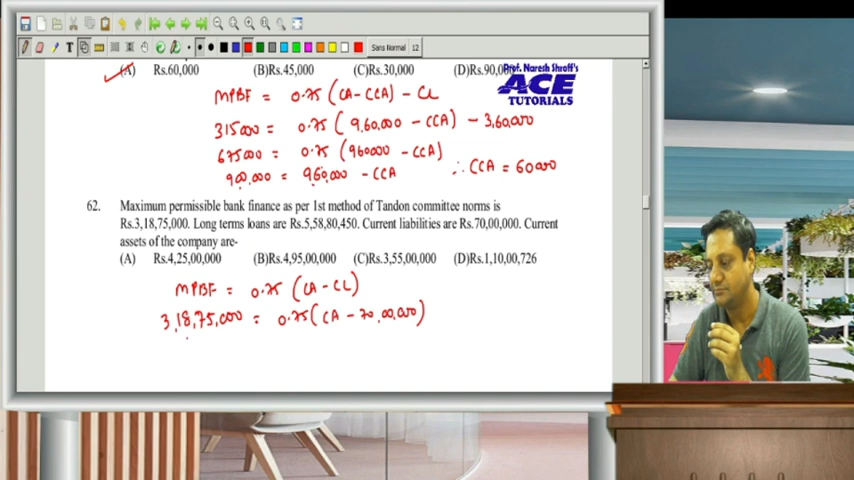 Sans Normal 12
(A) Rs.60,000 (B)Rs.45,000 (C)Rs.30,000
Prof. Naresh Shroff's
ACE
TUTORIALS
MPBF = 0.75 (CA - CCA) - CL
315000 = 0.75 (9,60,000 - CCA) - 3,60,000
675000 = 0.75 (960000 - CCA)
900,000 = 960,000 - CCA ∴ CCA = 60000
62. Maximum permissible bank finance as per 1st method of Tandon committee norms is
Rs.3,18,75,000. Long terms loans are Rs.5,58,80,450. Current liabilities are Rs.70,00,000. Current
assets of the company are-
(A) Rs.4,25,00,000 (B)Rs.4,95,00,000 (C)Rs.3,55,00,000 (D)Rs.1,10,00,726
MPBF = 0.75 (CA - CL)
3,18,75,000 = 0.75 (CA - 70,00,000)